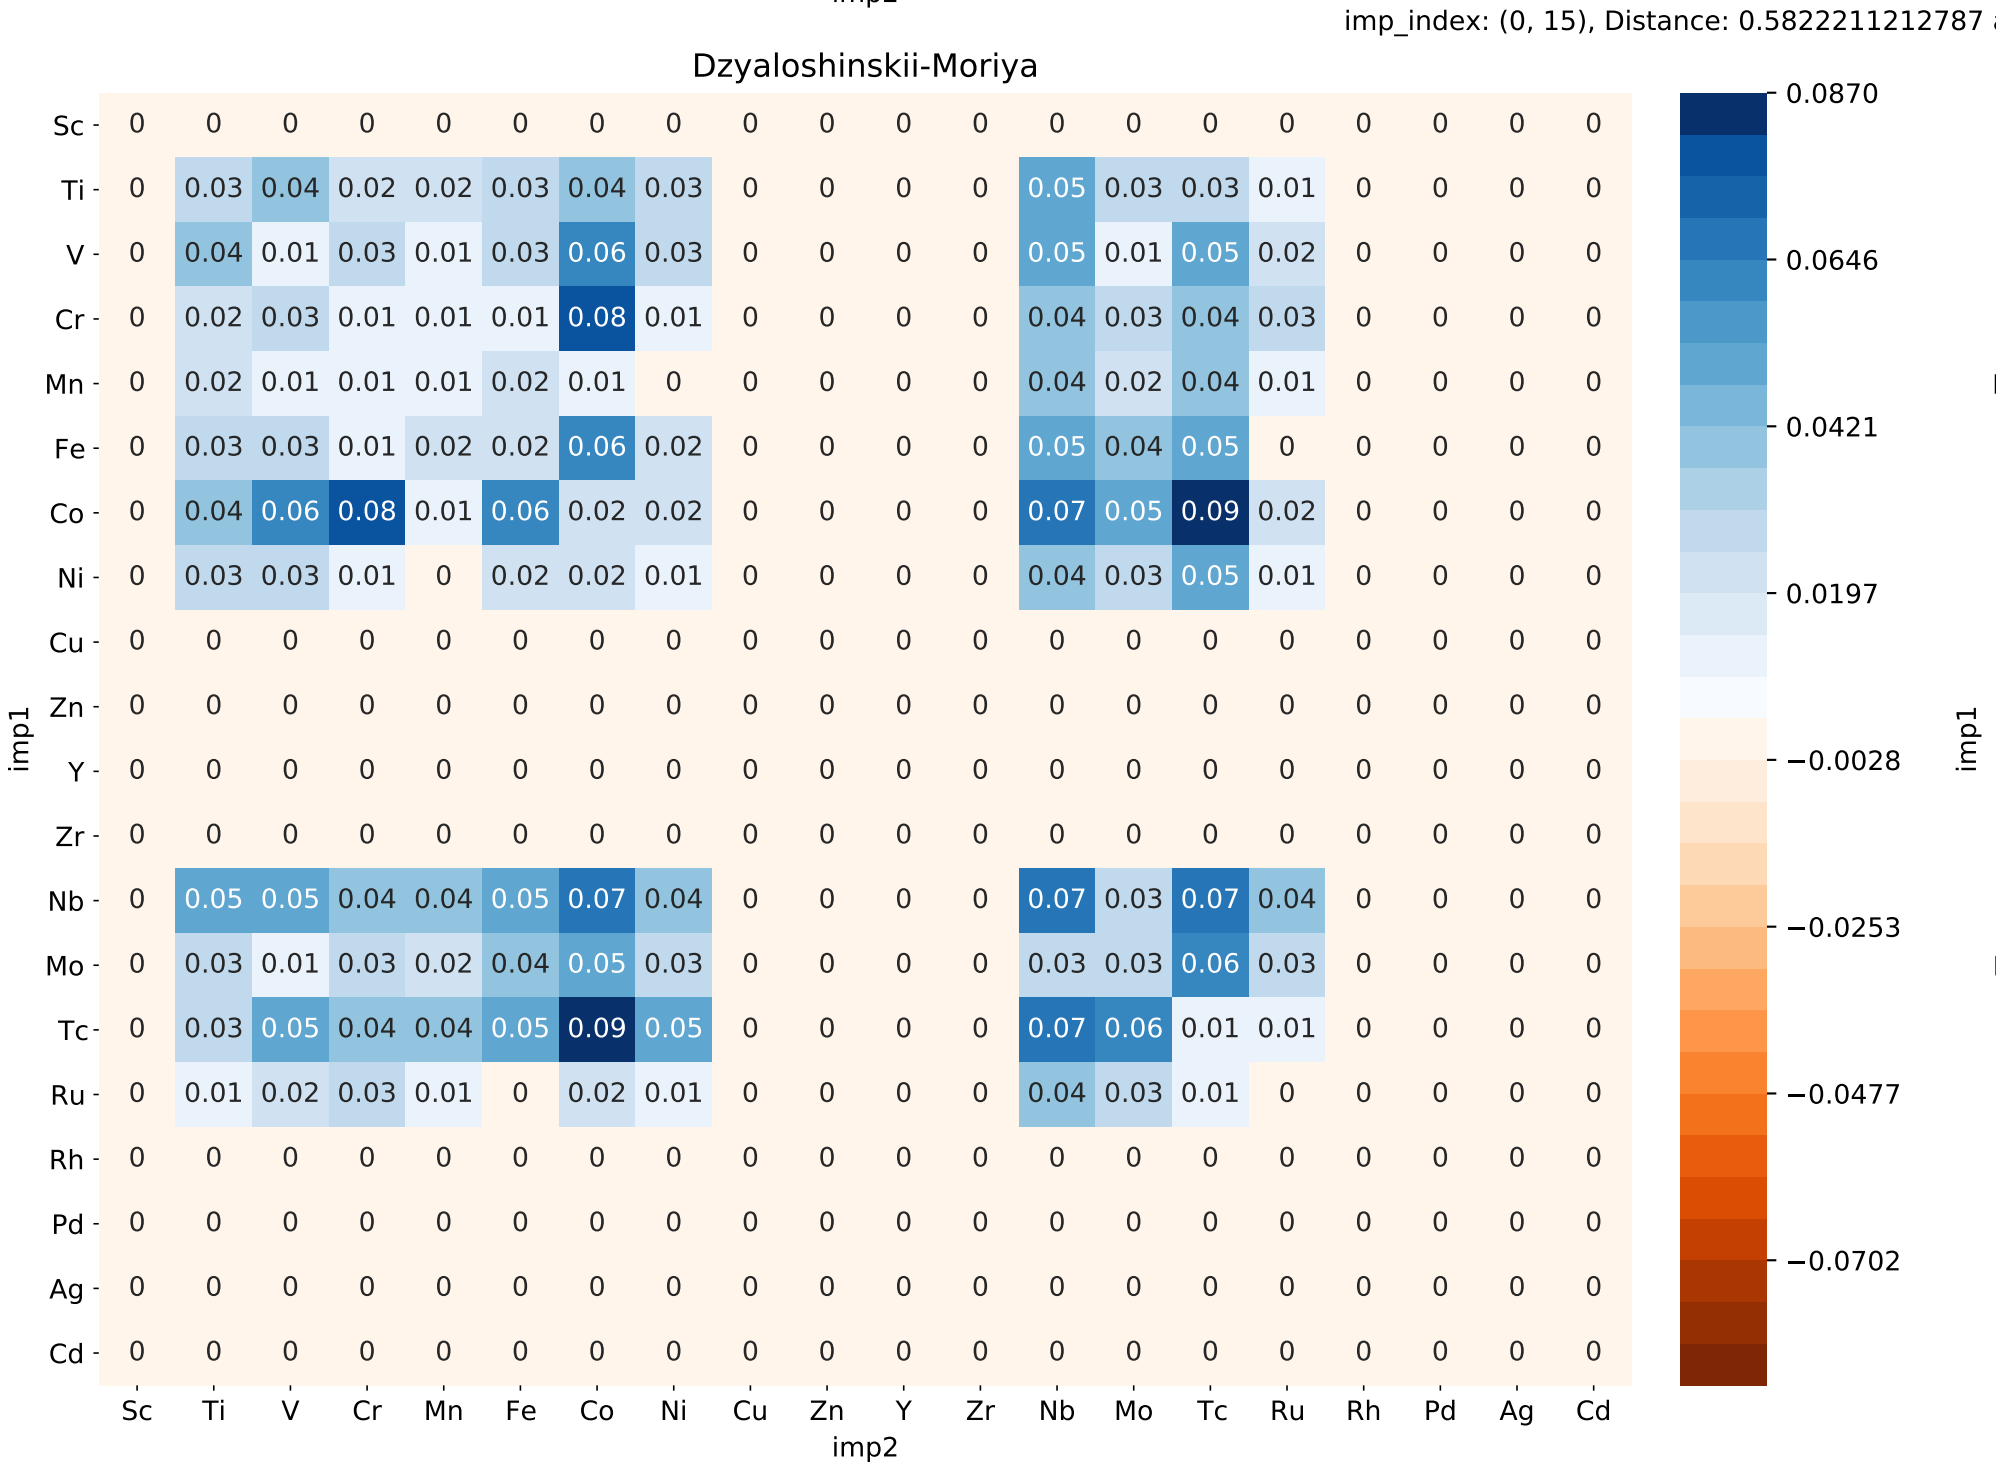 imp_index: (0, 15), Distance: 0.5822211212787
Dzyaloshinskii-Moriya
Sc 0 0 0 0 0 0 0 0 0 0 0 0 0 0 0 0 0 0 0 0
Ti 0 0.03 0.04 0.02 0.02 0.03 0.04 0.03 0 0 0 0 0.05 0.03 0.03 0.01 0 0 0 0
V 0 0.04 0.01 0.03 0.01 0.03 0.06 0.03 0 0 0 0 0.05 0.01 0.05 0.02 0 0 0 0
Cr 0 0.02 0.03 0.01 0.01 0.01 0.08 0.01 0 0 0 0 0.04 0.03 0.04 0.03 0 0 0 0
Mn 0 0.02 0.01 0.01 0.01 0.02 0.01 0 0 0 0 0 0.04 0.02 0.04 0.01 0 0 0 0
Fe 0 0.03 0.03 0.01 0.02 0.02 0.06 0.02 0 0 0 0 0.05 0.04 0.05 0 0 0 0 0
Co 0 0.04 0.06 0.08 0.01 0.06 0.02 0.02 0 0 0 0 0.07 0.05 0.09 0.02 0 0 0 0
Ni 0 0.03 0.03 0.01 0 0.02 0.02 0.01 0 0 0 0 0.04 0.03 0.05 0.01 0 0 0 0
Cu 0 0 0 0 0 0 0 0 0 0 0 0 0 0 0 0 0 0 0 0
Zn 0 0 0 0 0 0 0 0 0 0 0 0 0 0 0 0 0 0 0 0
Y 0 0 0 0 0 0 0 0 0 0 0 0 0 0 0 0 0 0 0 0
Zr 0 0 0 0 0 0 0 0 0 0 0 0 0 0 0 0 0 0 0 0
Nb 0 0.05 0.05 0.04 0.04 0.05 0.07 0.04 0 0 0 0 0.07 0.03 0.07 0.04 0 0 0 0
Mo 0 0.03 0.01 0.03 0.02 0.04 0.05 0.03 0 0 0 0 0.03 0.03 0.06 0.03 0 0 0 0
Tc 0 0.03 0.05 0.04 0.04 0.05 0.09 0.05 0 0 0 0 0.07 0.06 0.01 0.01 0 0 0 0
Ru 0 0.01 0.02 0.03 0.01 0 0.02 0.01 0 0 0 0 0.04 0.03 0.01 0 0 0 0 0
Rh 0 0 0 0 0 0 0 0 0 0 0 0 0 0 0 0 0 0 0 0
Pd 0 0 0 0 0 0 0 0 0 0 0 0 0 0 0 0 0 0 0 0
Ag 0 0 0 0 0 0 0 0 0 0 0 0 0 0 0 0 0 0 0 0
Cd 0 0 0 0 0 0 0 0 0 0 0 0 0 0 0 0 0 0 0 0
Sc Ti V Cr Mn Fe Co Ni Cu Zn Y Zr Nb Mo Tc Ru Rh Pd Ag Cd
imp2
imp1
0.0870
0.0646
0.0421
0.0197
−0.0028
−0.0253
−0.0477
−0.0702
imp1